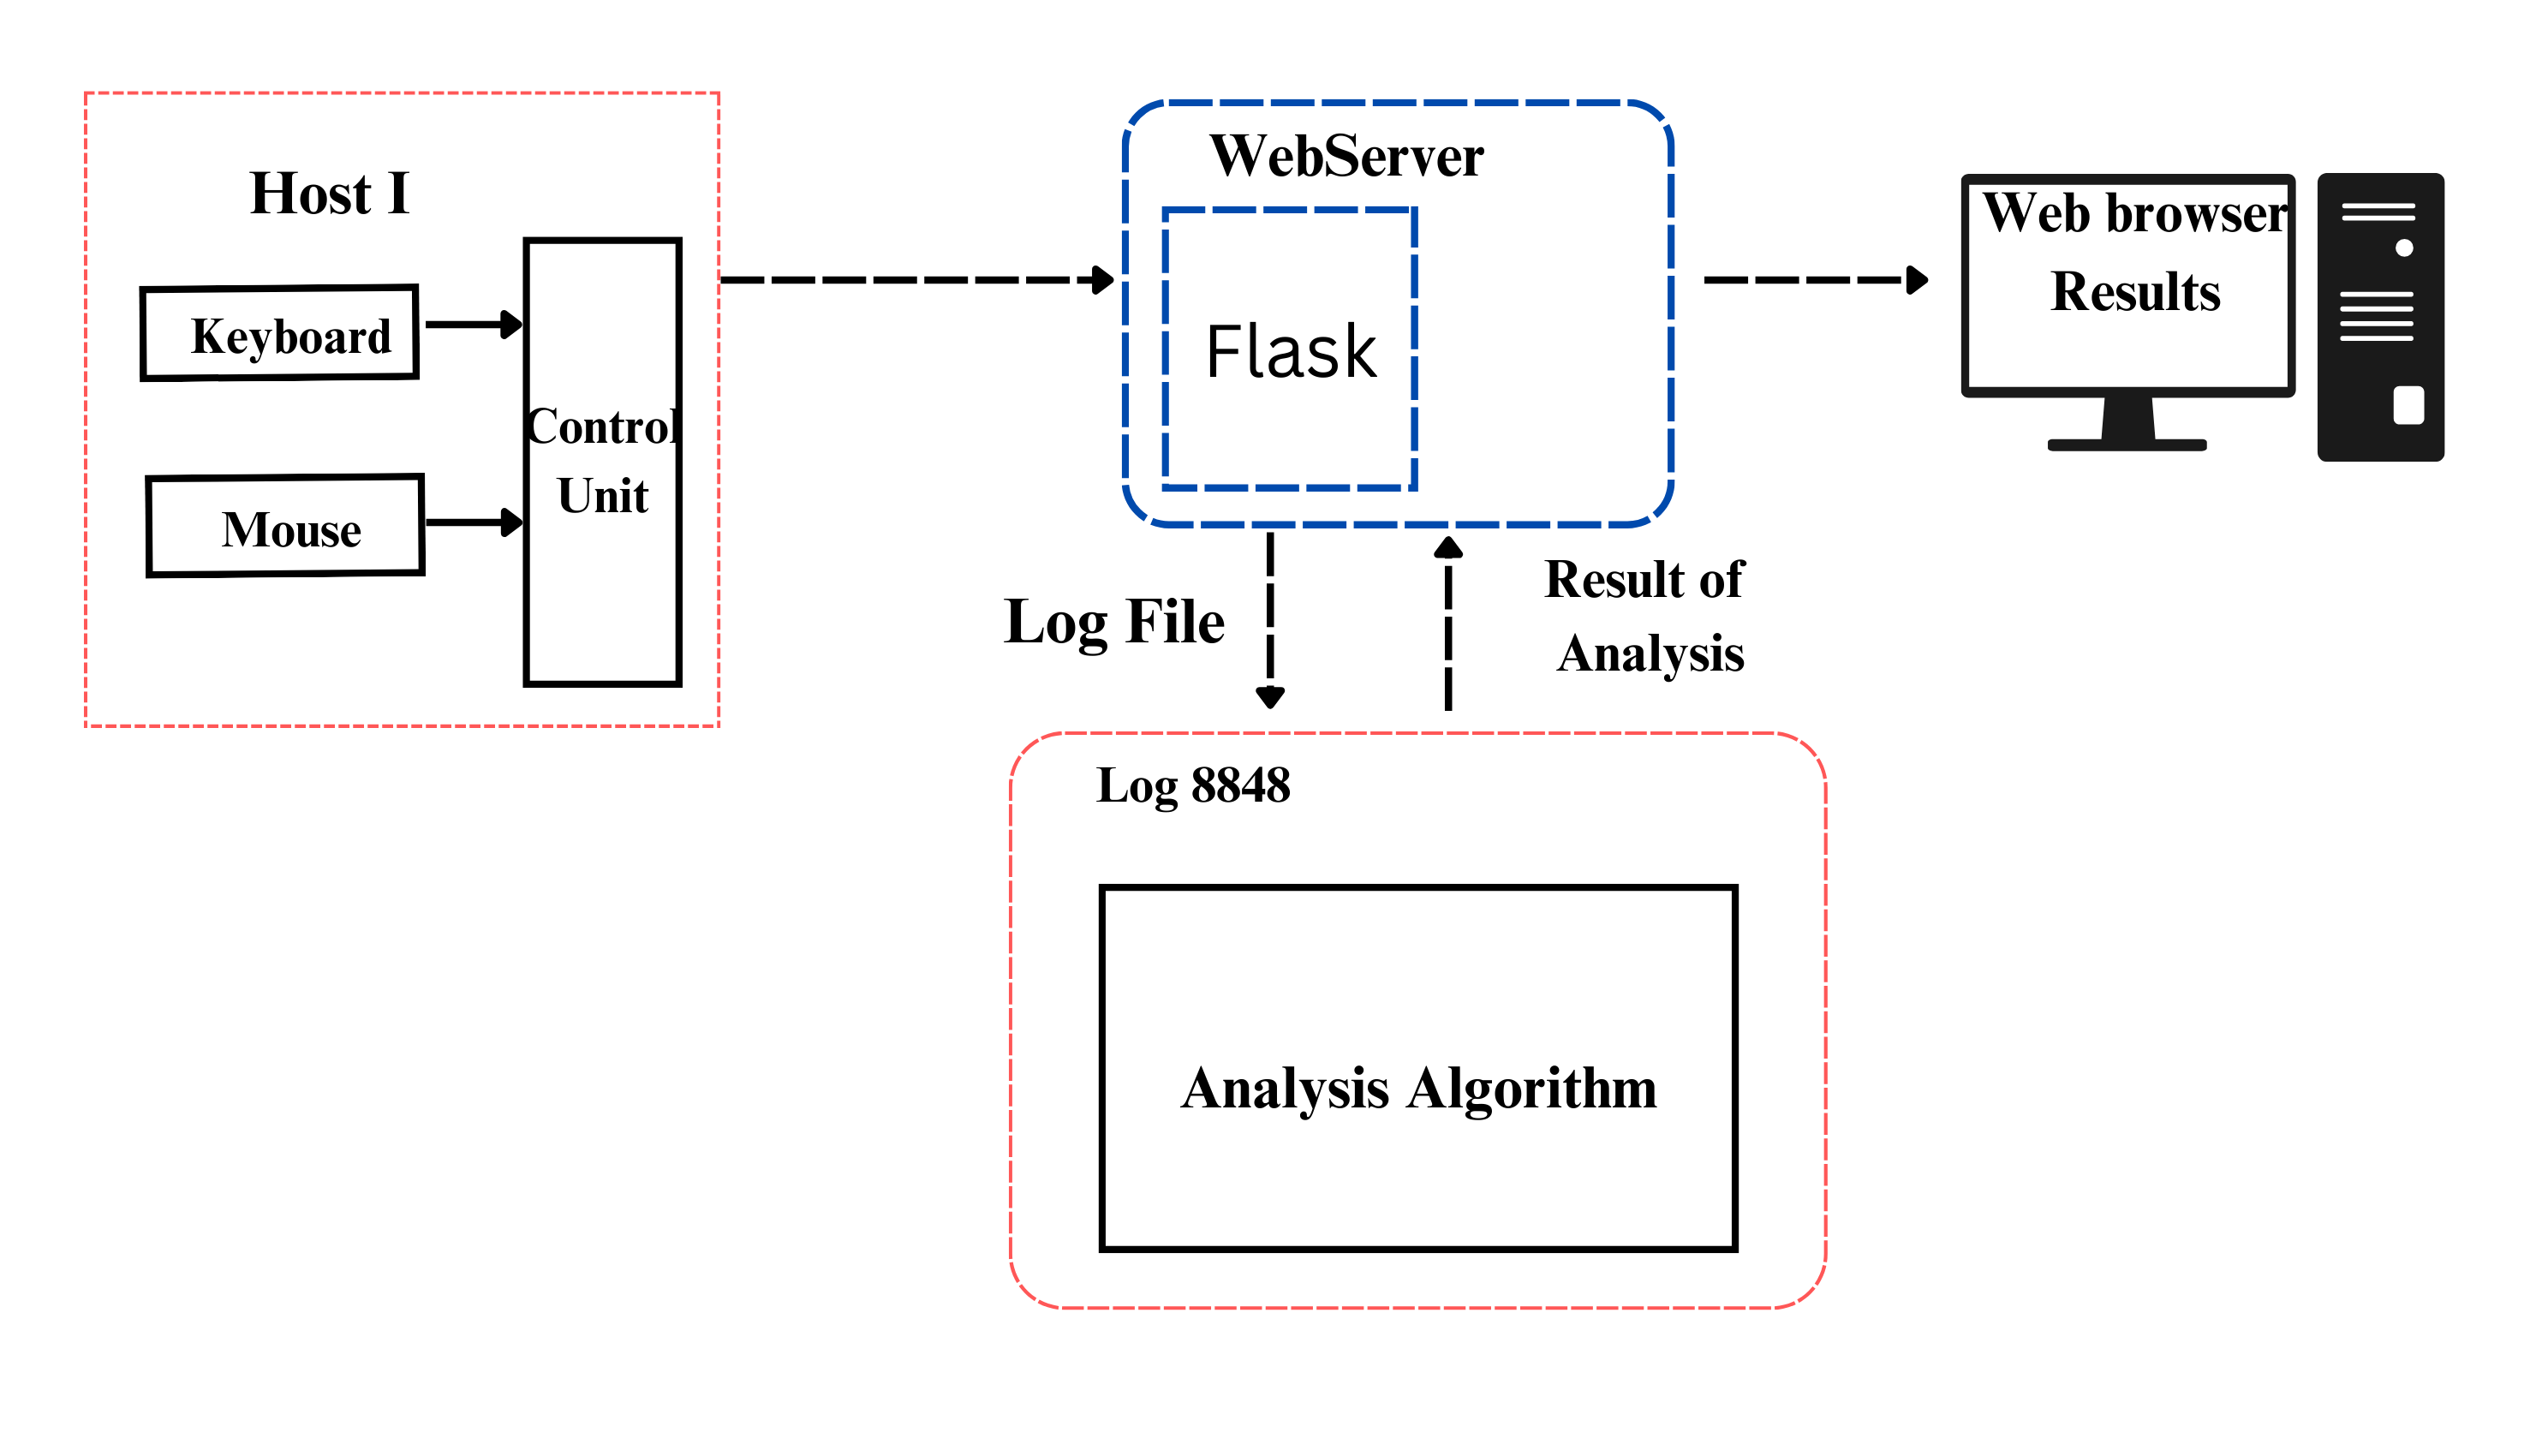 Host I
Keyboard
Mouse
Control
Unit
WebServer
Flask
Web browser
Results
Log File
Result of
Analysis
Log 8848
Analysis Algorithm